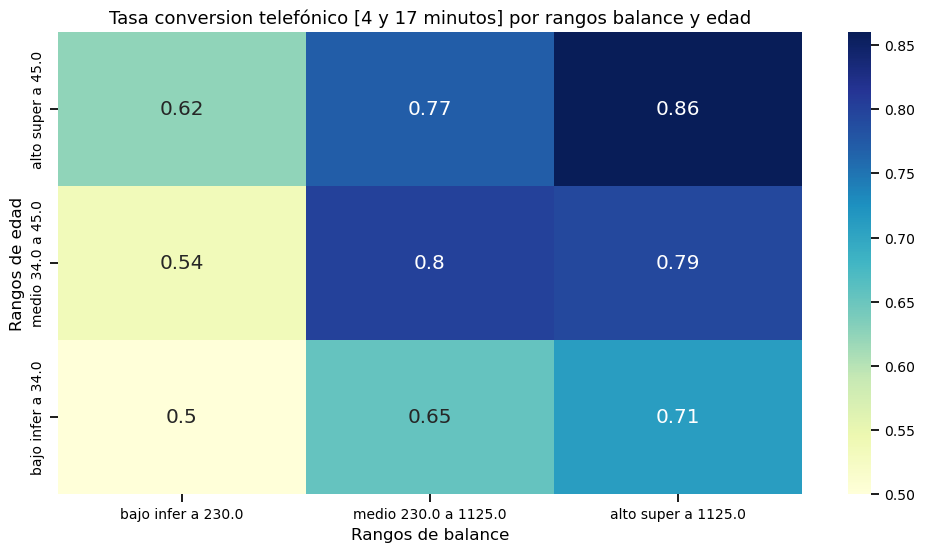 Tasa conversion telefónico [4 y 17 minutos] por rangos balance y edad
Rangos de edad
alto super a 45.0
medio 34.0 a 45.0
bajo infer a 34.0
0.62 0.77 0.86
0.54 0.8 0.79
0.5 0.65 0.71
bajo infer a 230.0 medio 230.0 a 1125.0 alto super a 1125.0
Rangos de balance
0.85
0.80
0.75
0.70
0.65
0.60
0.55
0.50